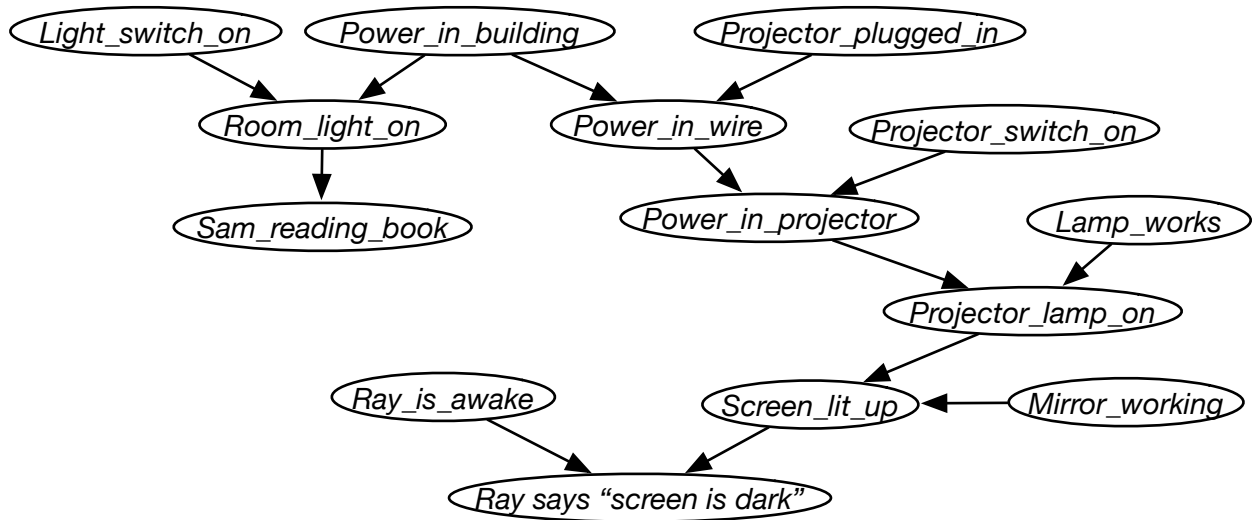 Light_switch_on
Power_in_building
Projector_plugged_in
Room_light_on
Power_in_wire
Projector_switch_on
Sam_reading_book
Power_in_projector
Lamp_works
Projector_lamp_on
Ray_is_awake
Screen_lit_up
Mirror_working
Ray says “screen is dark”